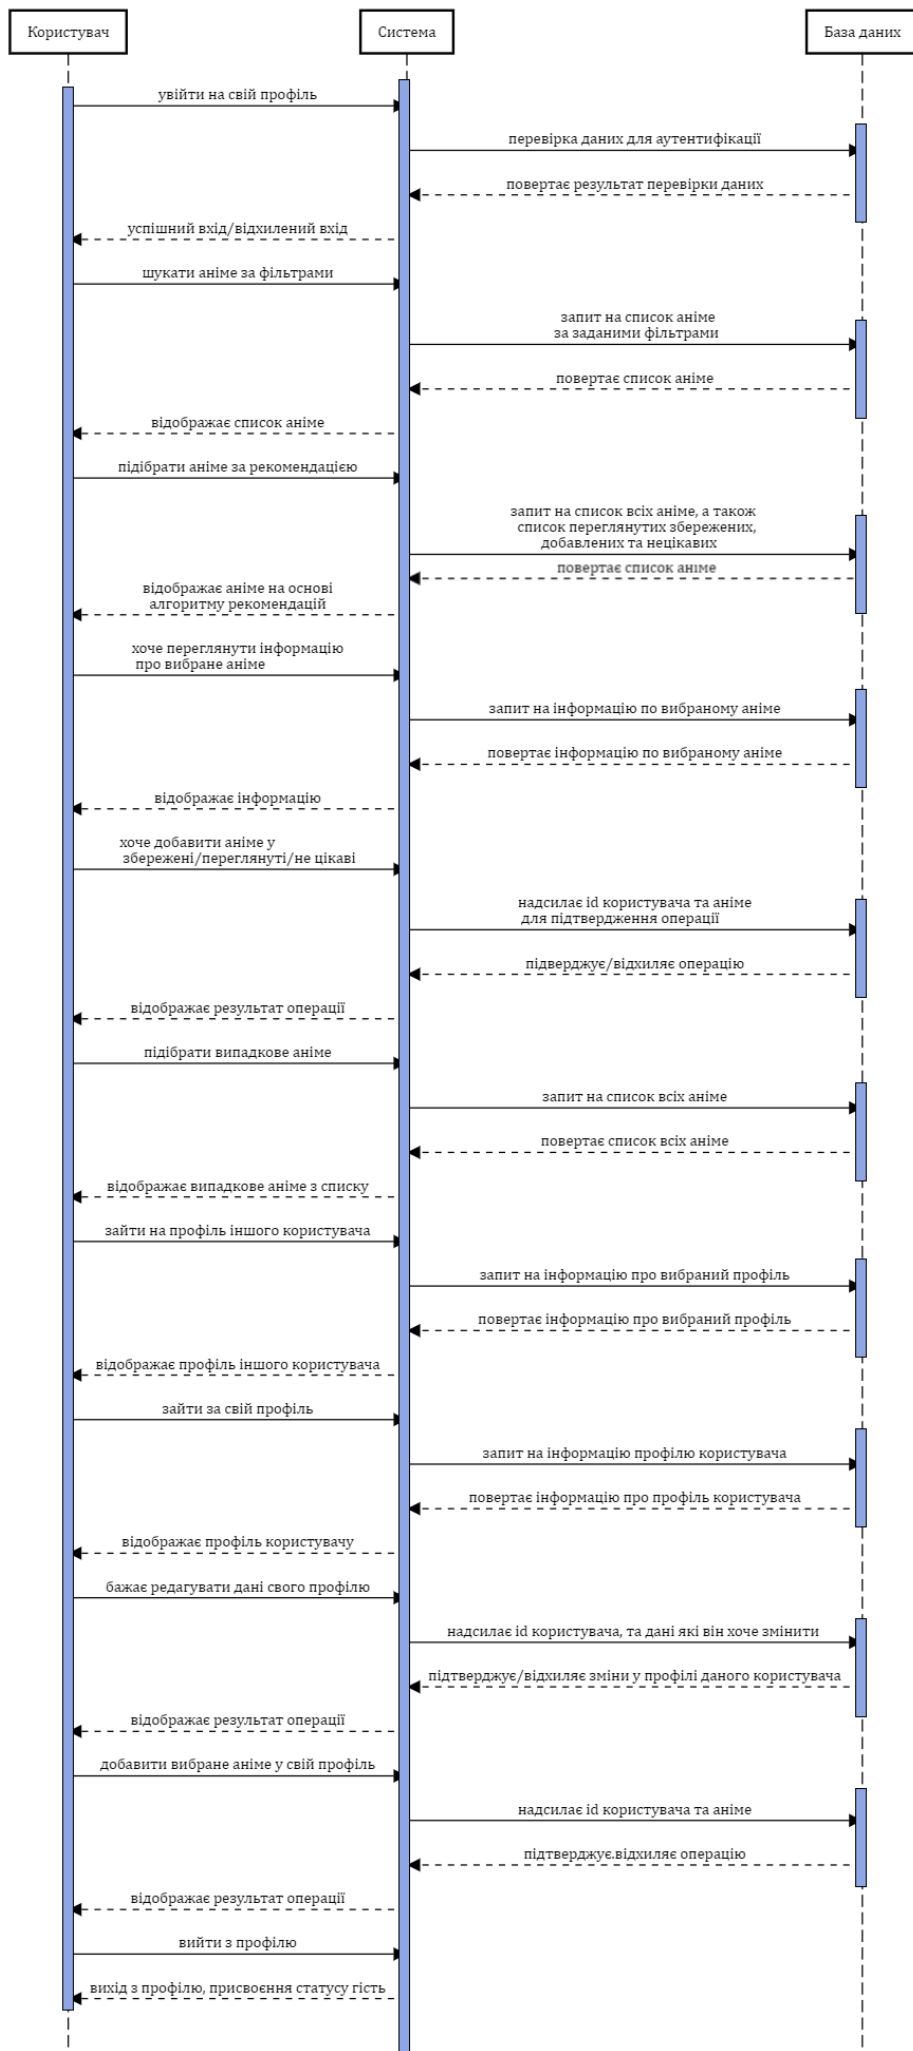 Користувач
Система
База даних
увійти на свій профіль
перевірка даних для аутентифікації
повертає результат перевірки даних
успішний вхід/відхилений вхід
шукати аніме за фільтрами
запит на список аніме
за заданими фільтрами
повертає список аніме
відображає список аніме
підібрати аніме за рекомендацією
запит на список всіх аніме, а також
список переглянутих збережених,
добавлених та нецікавих
повертає список аніме
відображає аніме на основі
алгоритму рекомендацій
хоче переглянути інформацію
про вибране аніме
запит на інформацію по вибраному аніме
повертає інформацію по вибраному аніме
відображає інформацію
хоче добавити аніме у
збережені/переглянуті/не цікаві
надсилає id користувача та аніме
для підтвердження операції
підверджує/відхиляє операцію
відображає результат операції
підібрати випадкове аніме
запит на список всіх аніме
повертає список всіх аніме
відображає випадкове аніме з списку
зайти на профіль іншого користувача
запит на інформацію про вибраний профіль
повертає інформацію про вибраний профіль
відображає профіль іншого користувача
зайти за свій профіль
запит на інформацію профілю користувача
повертає інформацію про профіль користувача
відображає профіль користувачу
бажає редагувати дані свого профілю
надсилає id користувача, та дані які він хоче змінити
підтверджує/відхиляє зміни у профілі даного користувача
відображає результат операції
добавити вибране аніме у свій профіль
надсилає id користувача та аніме
підтверджує.відхиляє операцію
відображає результат операції
вийти з профілю
вихід з профілю, присвоєння статусу гість